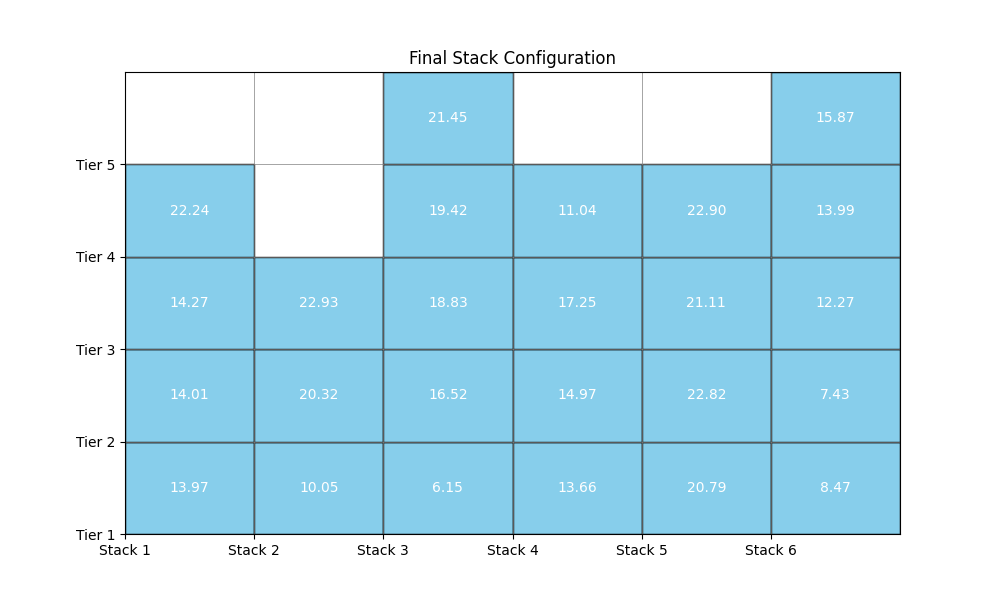 Final Stack Configuration
21.45 15.87
Tier 5
22.24 19.42 11.04 22.90 13.99
Tier 4
14.27 22.93 18.83 17.25 21.11 12.27
Tier 3
14.01 20.32 16.52 14.97 22.82 7.43
Tier 2
13.97 10.05 6.15 13.66 20.79 8.47
Tier 1
Stack 1 Stack 2 Stack 3 Stack 4 Stack 5 Stack 6